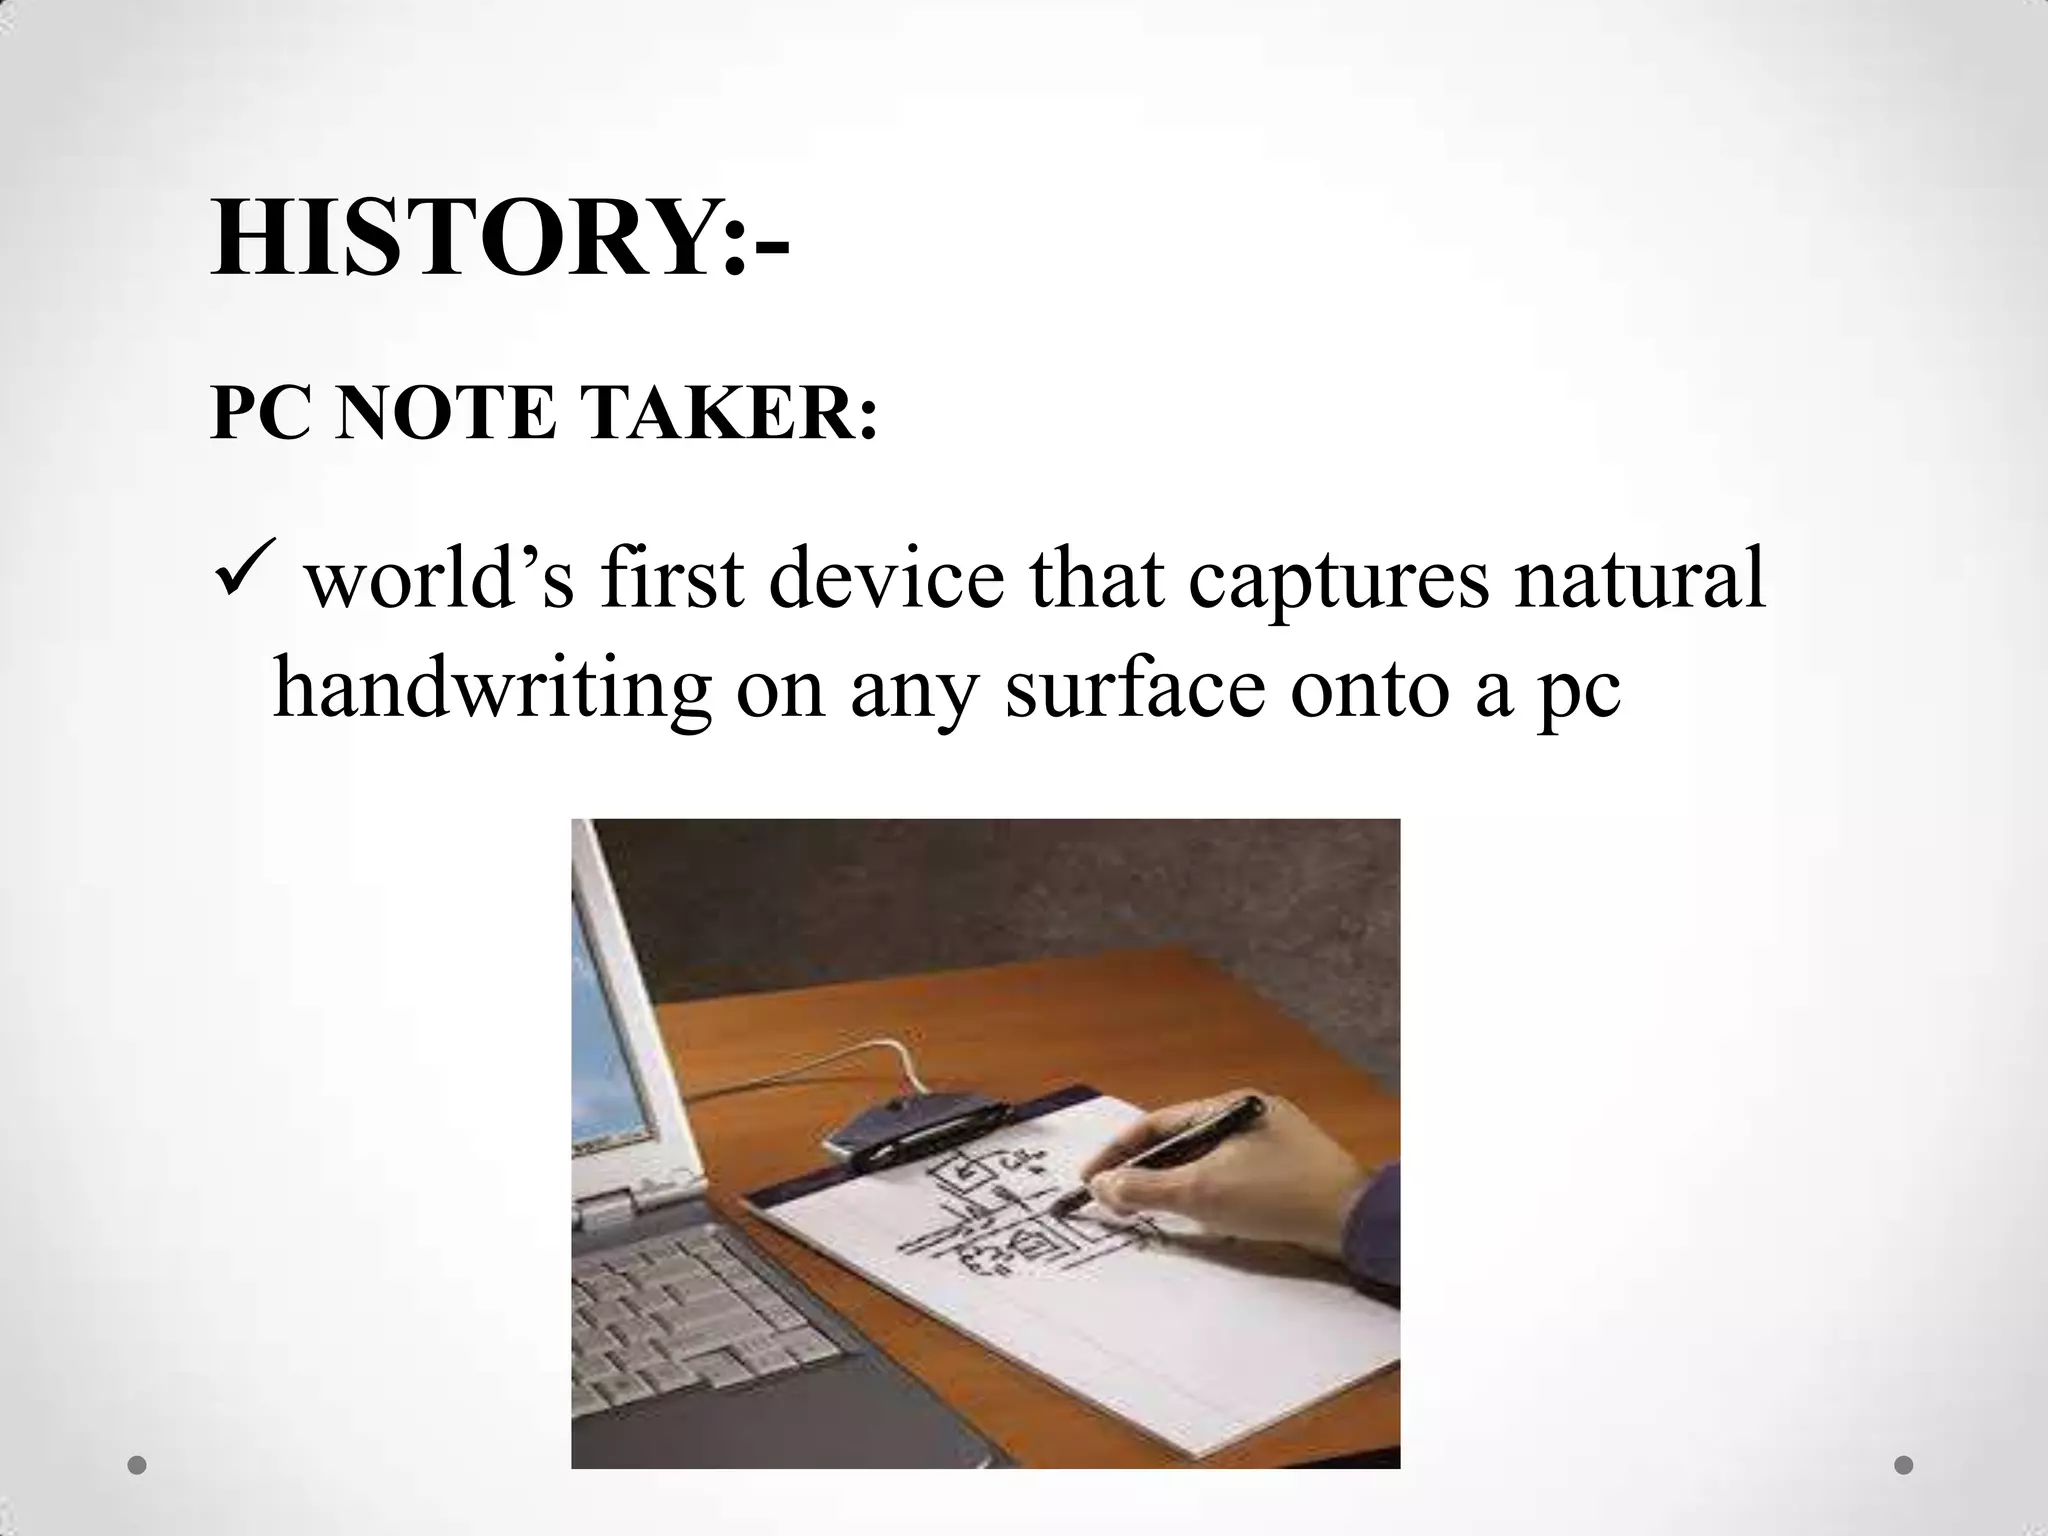 HISTORY:-
PC NOTE TAKER:
✓ world’s first device that captures natural
handwriting on any surface onto a pc